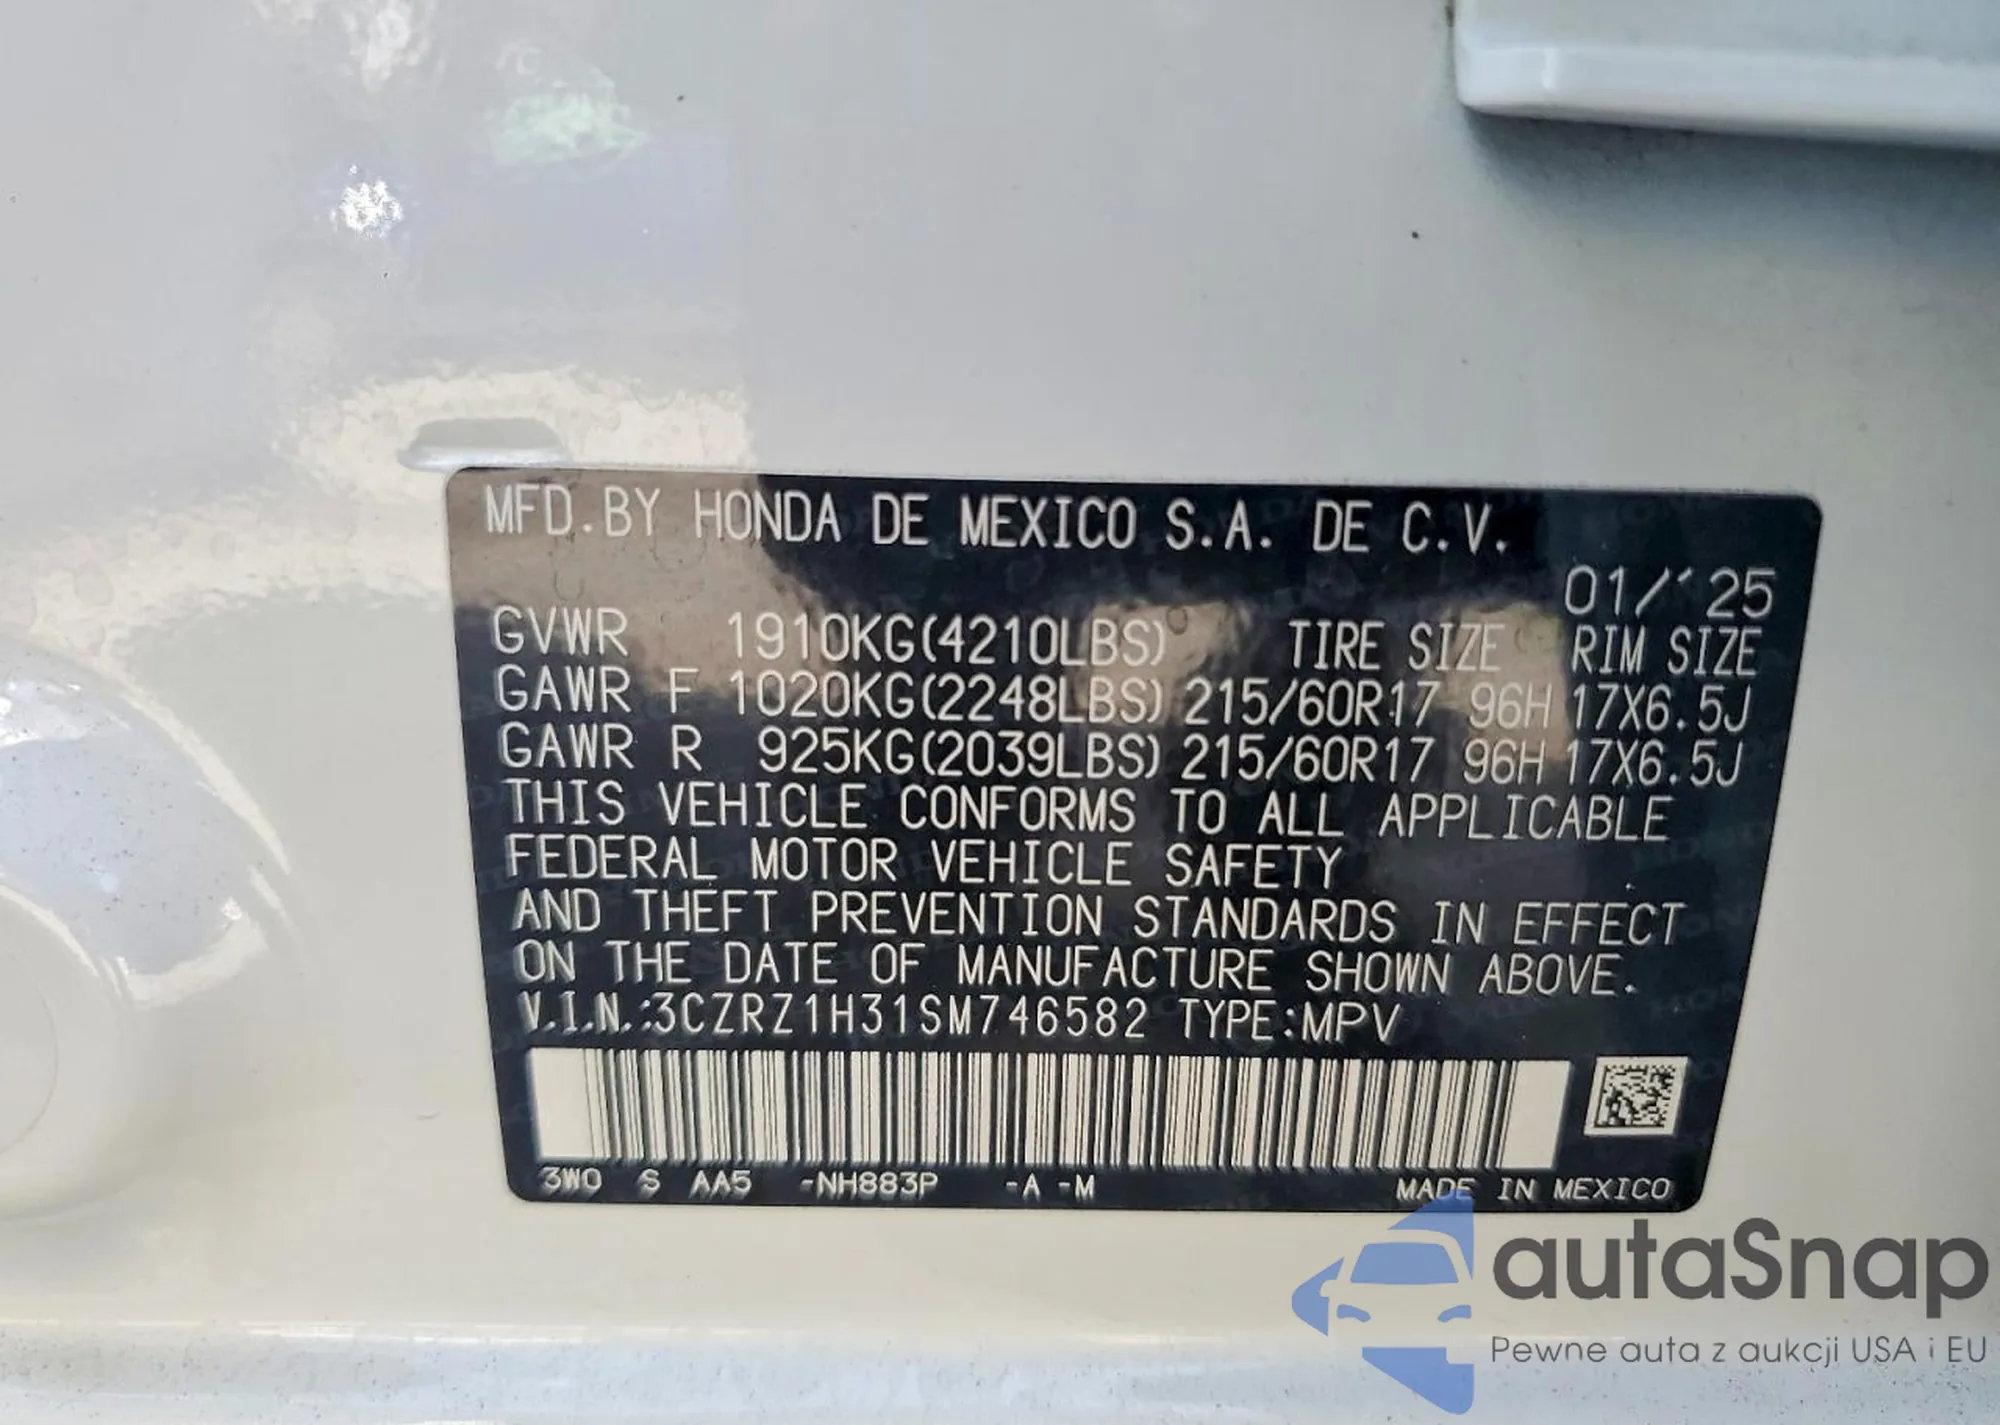 MFD.BY HONDA DE MEXICO S.A. DE C.V.
01/'25
GVWR 1910KG(4210LBS) TIRE SIZE RIM SIZE
GAWR F 1020KG(2248LBS) 215/60R17 96H 17X6.5J
GAWR R 925KG(2039LBS) 215/60R17 96H 17X6.5J
THIS VEHICLE CONFORMS TO ALL APPLICABLE
FEDERAL MOTOR VEHICLE SAFETY
AND THEFT PREVENTION STANDARDS IN EFFECT
ON THE DATE OF MANUFACTURE SHOWN ABOVE.
V.I.N.:3CZRZ1H31SM746582 TYPE:MPV
3W0 S AA5 -NH883P -A -M MADE IN MEXICO
autaSnap
Pewne auta z aukcji USA i EU